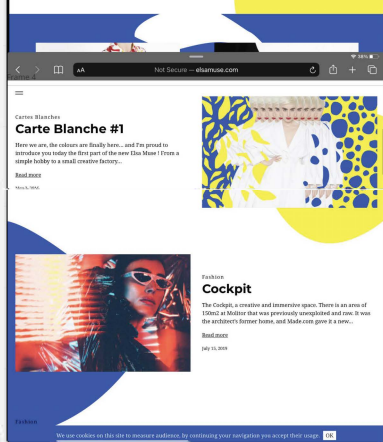 38%
AA
Not Secure — elsamuse.com
Frame 4
Cartes Blanches
Carte Blanche #1
Here we are, the colours are finally here... and I'm proud to
introduce you today the first part of the new Elsa Muse ! From a
simple hobby to a small creative factory...
Read more
Fashion
Cockpit
The Cockpit, a creative and immersive space. There is an area of
150m2 at Molitor that was previously unexploited and raw. It was
the architect's former home, and Made.com gave it a new...
Read more
July 15, 2019
Fashion
We use cookies on this site to measure audience, by continuing your navigation you accept their usage. OK